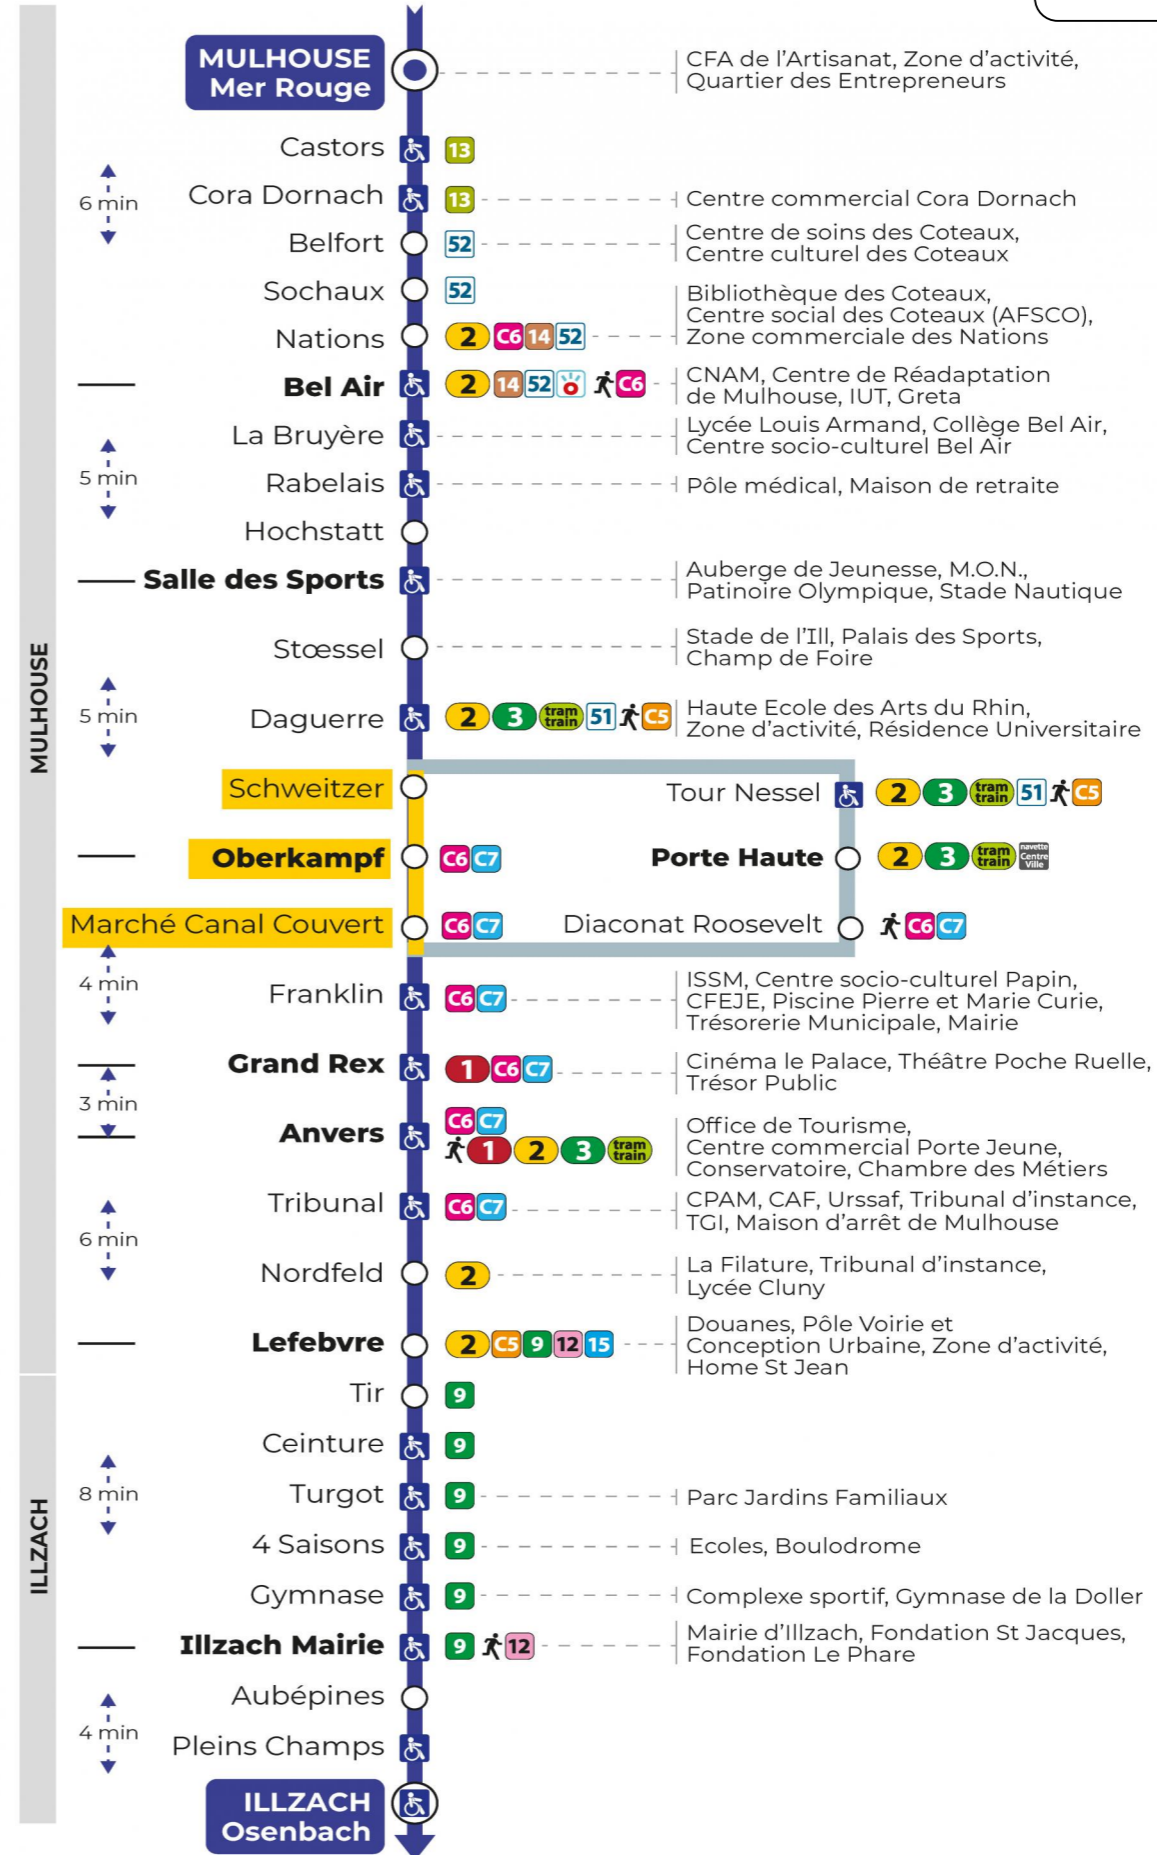 MULHOUSE
Mer Rouge
CFA de l’Artisanat, Zone d’activité,
Quartier des Entrepreneurs
Castors 13
6 min
Cora Dornach 13 Centre commercial Cora Dornach
Belfort 52
Centre de soins des Coteaux,
Centre culturel des Coteaux
Sochaux 52
Nations 2 C6 14 52
Bibliothèque des Coteaux,
Centre social des Coteaux (AFSCO),
Zone commerciale des Nations
Bel Air 2 14 52 C6
CNAM, Centre de Réadaptation
de Mulhouse, IUT, Greta
La Bruyère
Lycée Louis Armand, Collège Bel Air,
Centre socio-culturel Bel Air
5 min
Rabelais Pôle médical, Maison de retraite
Hochstatt
Salle des Sports
Auberge de Jeunesse, M.O.N.,
Patinoire Olympique, Stade Nautique
MULHOUSE
Stœssel
Stade de l’Ill, Palais des Sports,
Champ de Foire
5 min
Daguerre 2 3 tram train 51 C5
Haute Ecole des Arts du Rhin,
Zone d’activité, Résidence Universitaire
Schweitzer
Tour Nessel 2 3 tram train 51 C5
Oberkampf C6 C7
Porte Haute 2 3 tram train navette Centre Ville
Marché Canal Couvert C6 C7
Diaconat Roosevelt C6 C7
4 min
Franklin C6 C7
ISSM, Centre socio-culturel Papin,
CFEJE, Piscine Pierre et Marie Curie,
Trésorerie Municipale, Mairie
Grand Rex 1 C6 C7
Cinéma le Palace, Théâtre Poche Ruelle,
Trésor Public
3 min
Anvers C6 C7
1 2 3 tram train
Office de Tourisme,
Centre commercial Porte Jeune,
Conservatoire, Chambre des Métiers
Tribunal C6 C7
CPAM, CAF, Urssaf, Tribunal d’instance,
TGI, Maison d’arrêt de Mulhouse
6 min
Nordfeld 2
La Filature, Tribunal d’instance,
Lycée Cluny
Lefebvre 2 C5 9 12 15
Douanes, Pôle Voirie et
Conception Urbaine, Zone d’activité,
Home St Jean
Tir 9
Ceinture 9
8 min
Turgot 9 Parc Jardins Familiaux
ILLZACH
4 Saisons 9 Ecoles, Boulodrome
Gymnase 9 Complexe sportif, Gymnase de la Doller
Illzach Mairie 9 12
Mairie d’Illzach, Fondation St Jacques,
Fondation Le Phare
Aubépines
4 min
Pleins Champs
ILLZACH
Osenbach